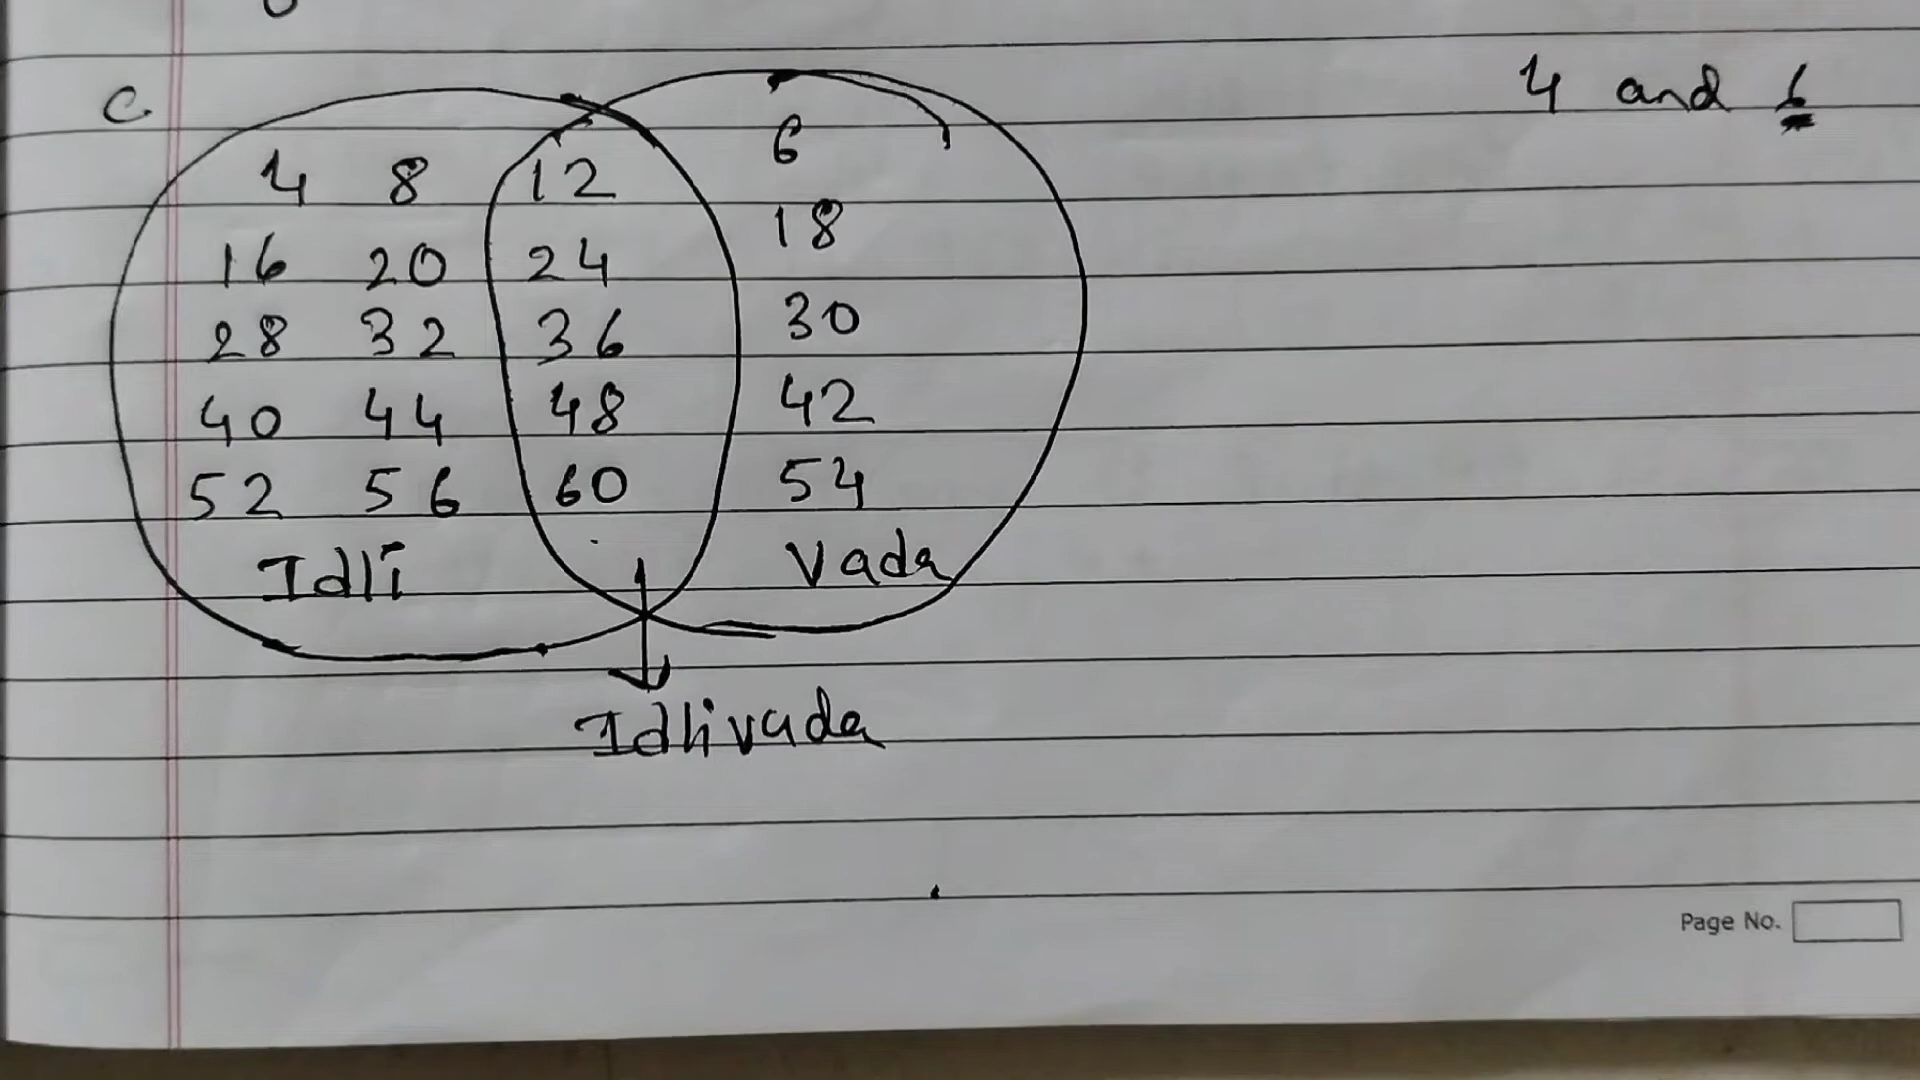 4 and 6
C.
4 8 12 6
16 20 24 18
28 32 36 30
40 44 48 42
52 56 60 54
Idli Vada
Idlivada
Page No.